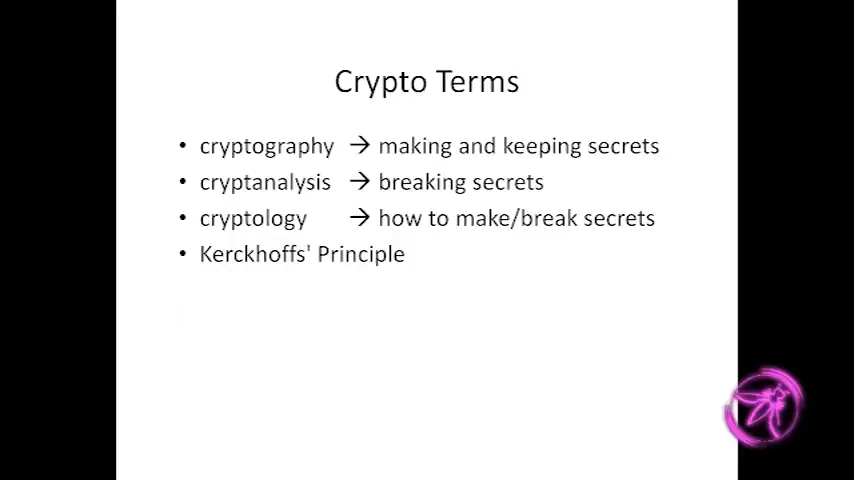 Crypto Terms
• cryptography → making and keeping secrets
• cryptanalysis → breaking secrets
• cryptology → how to make/break secrets
• Kerckhoffs' Principle